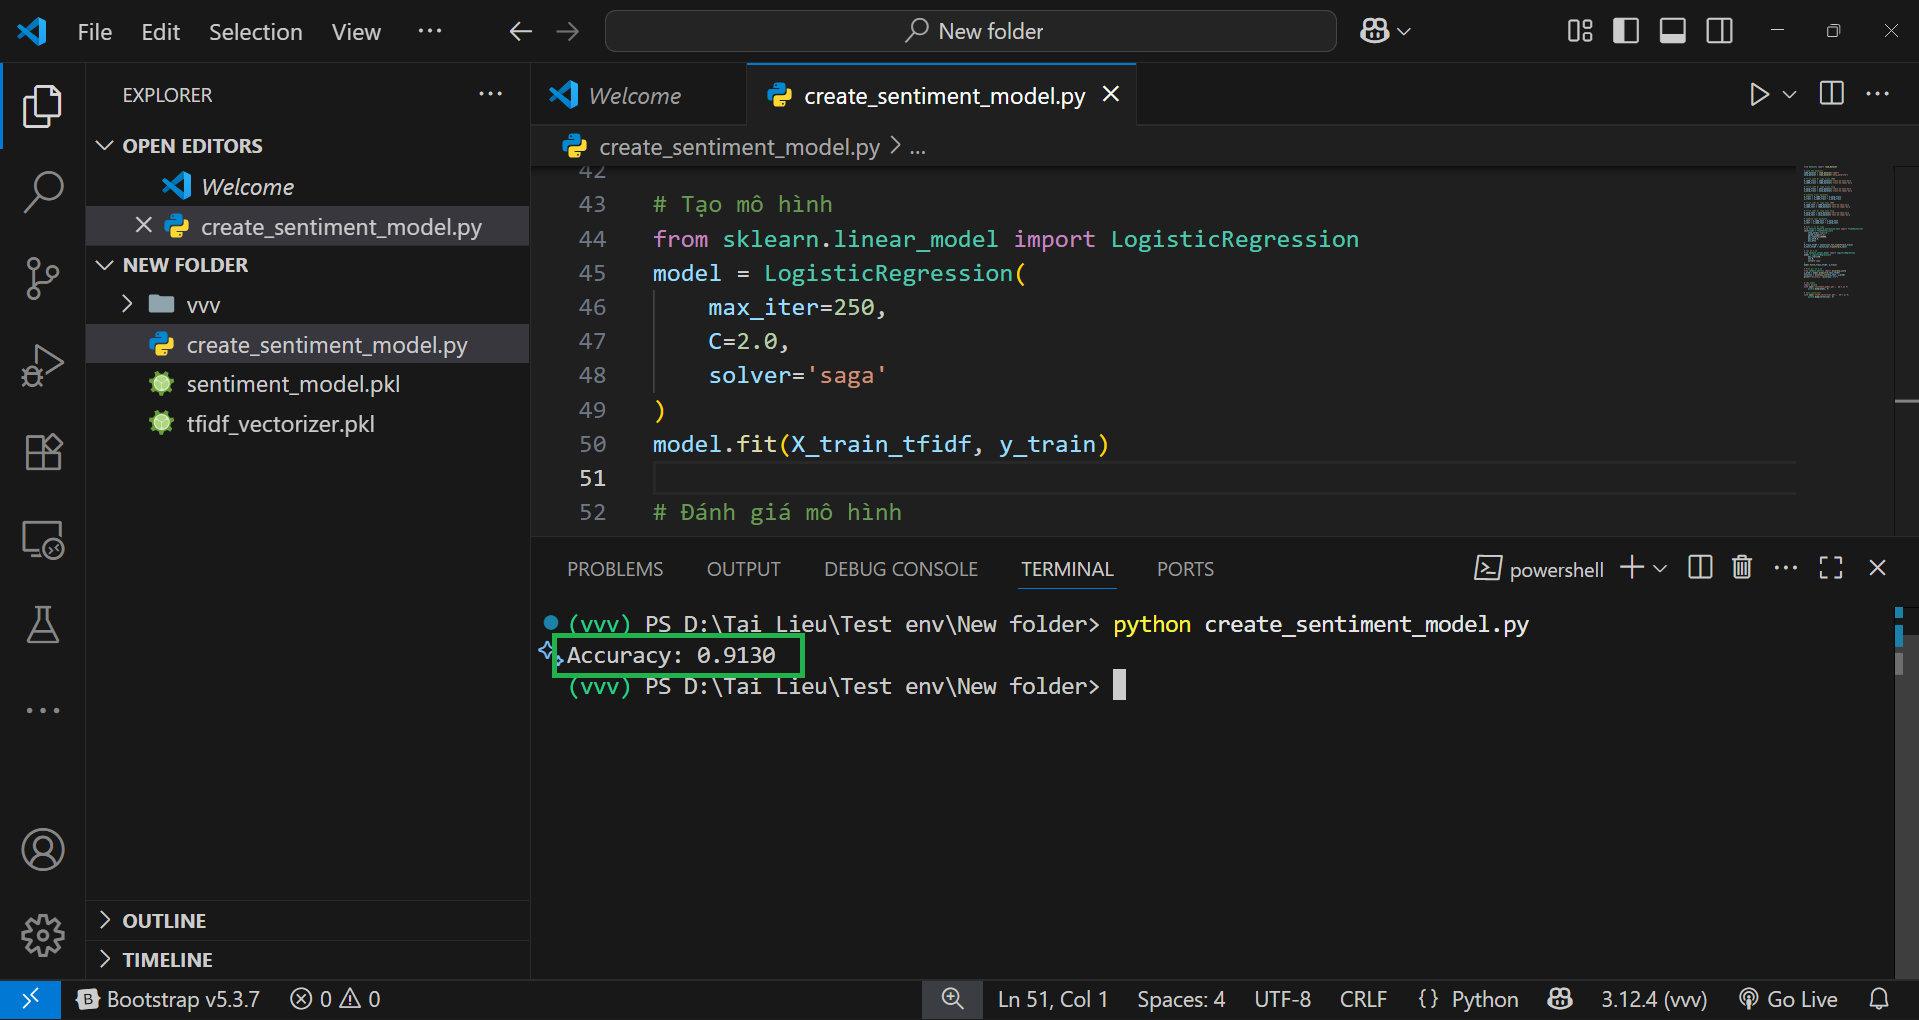 File Edit Selection View ...
New folder
EXPLORER
OPEN EDITORS
Welcome
create_sentiment_model.py
NEW FOLDER
vvv
create_sentiment_model.py
sentiment_model.pkl
tfidf_vectorizer.pkl
OUTLINE
TIMELINE
Welcome
create_sentiment_model.py
create_sentiment_model.py > ...
42
43 # Tạo mô hình
44 from sklearn.linear_model import LogisticRegression
45 model = LogisticRegression(
46 max_iter=250,
47 C=2.0,
48 solver='saga'
49 )
50 model.fit(X_train_tfidf, y_train)
51
52 # Đánh giá mô hình
PROBLEMS OUTPUT DEBUG CONSOLE TERMINAL PORTS
powershell
(vvv) PS D:\Tai Lieu\Test env\New folder> python create_sentiment_model.py
Accuracy: 0.9130
(vvv) PS D:\Tai Lieu\Test env\New folder>
B Bootstrap v5.3.7 0 0 Ln 51, Col 1 Spaces: 4 UTF-8 CRLF {} Python 3.12.4 (vvv) Go Live